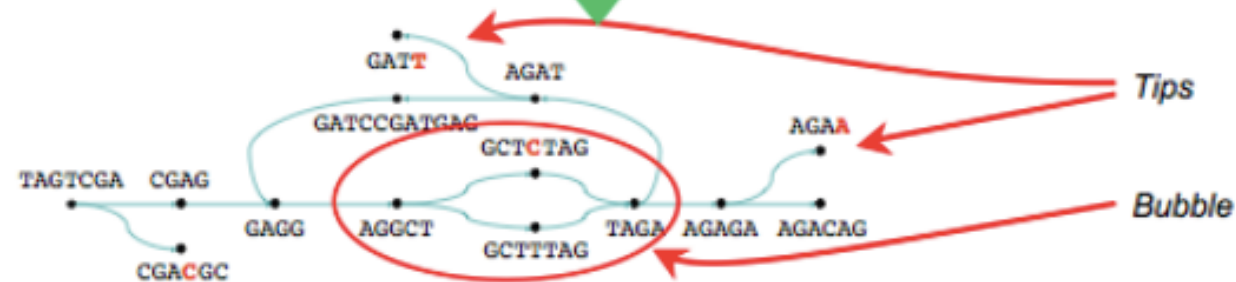 GATT
AGAT
Tips
GATCCGATGAG
AGAA
GCTCTAG
TAGTCGA CGAG
Bubble
GAGG AGGCT TAGA AGAGA AGACAG
GCTTTAG
CGACGC